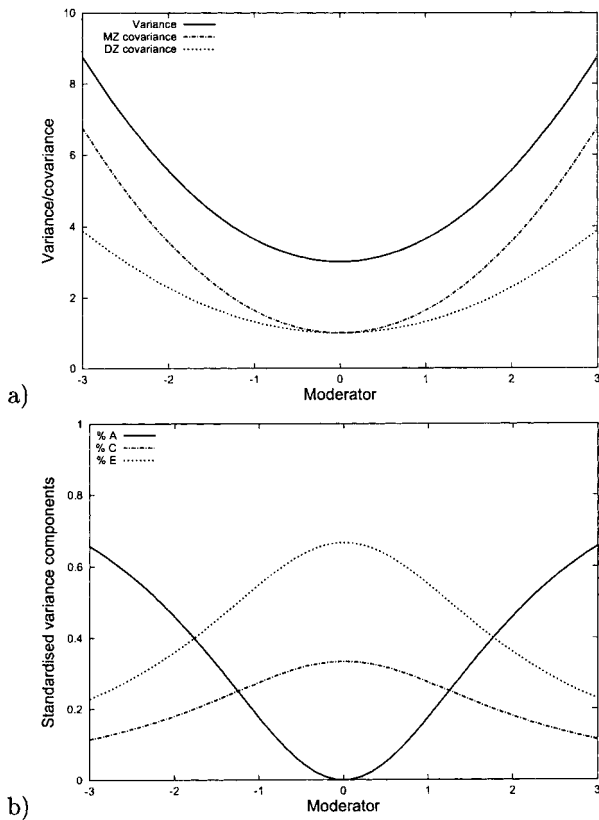 10
Variance
MZ covariance
DZ covariance
8
6
4
2
0
Variance/covariance
-3 -2 -1 0 1 2 3
Moderator
a)
1
% A
% C
% E
0.8
0.6
0.4
0.2
0
Standardised variance components
-3 -2 -1 0 1 2 3
Moderator
b)